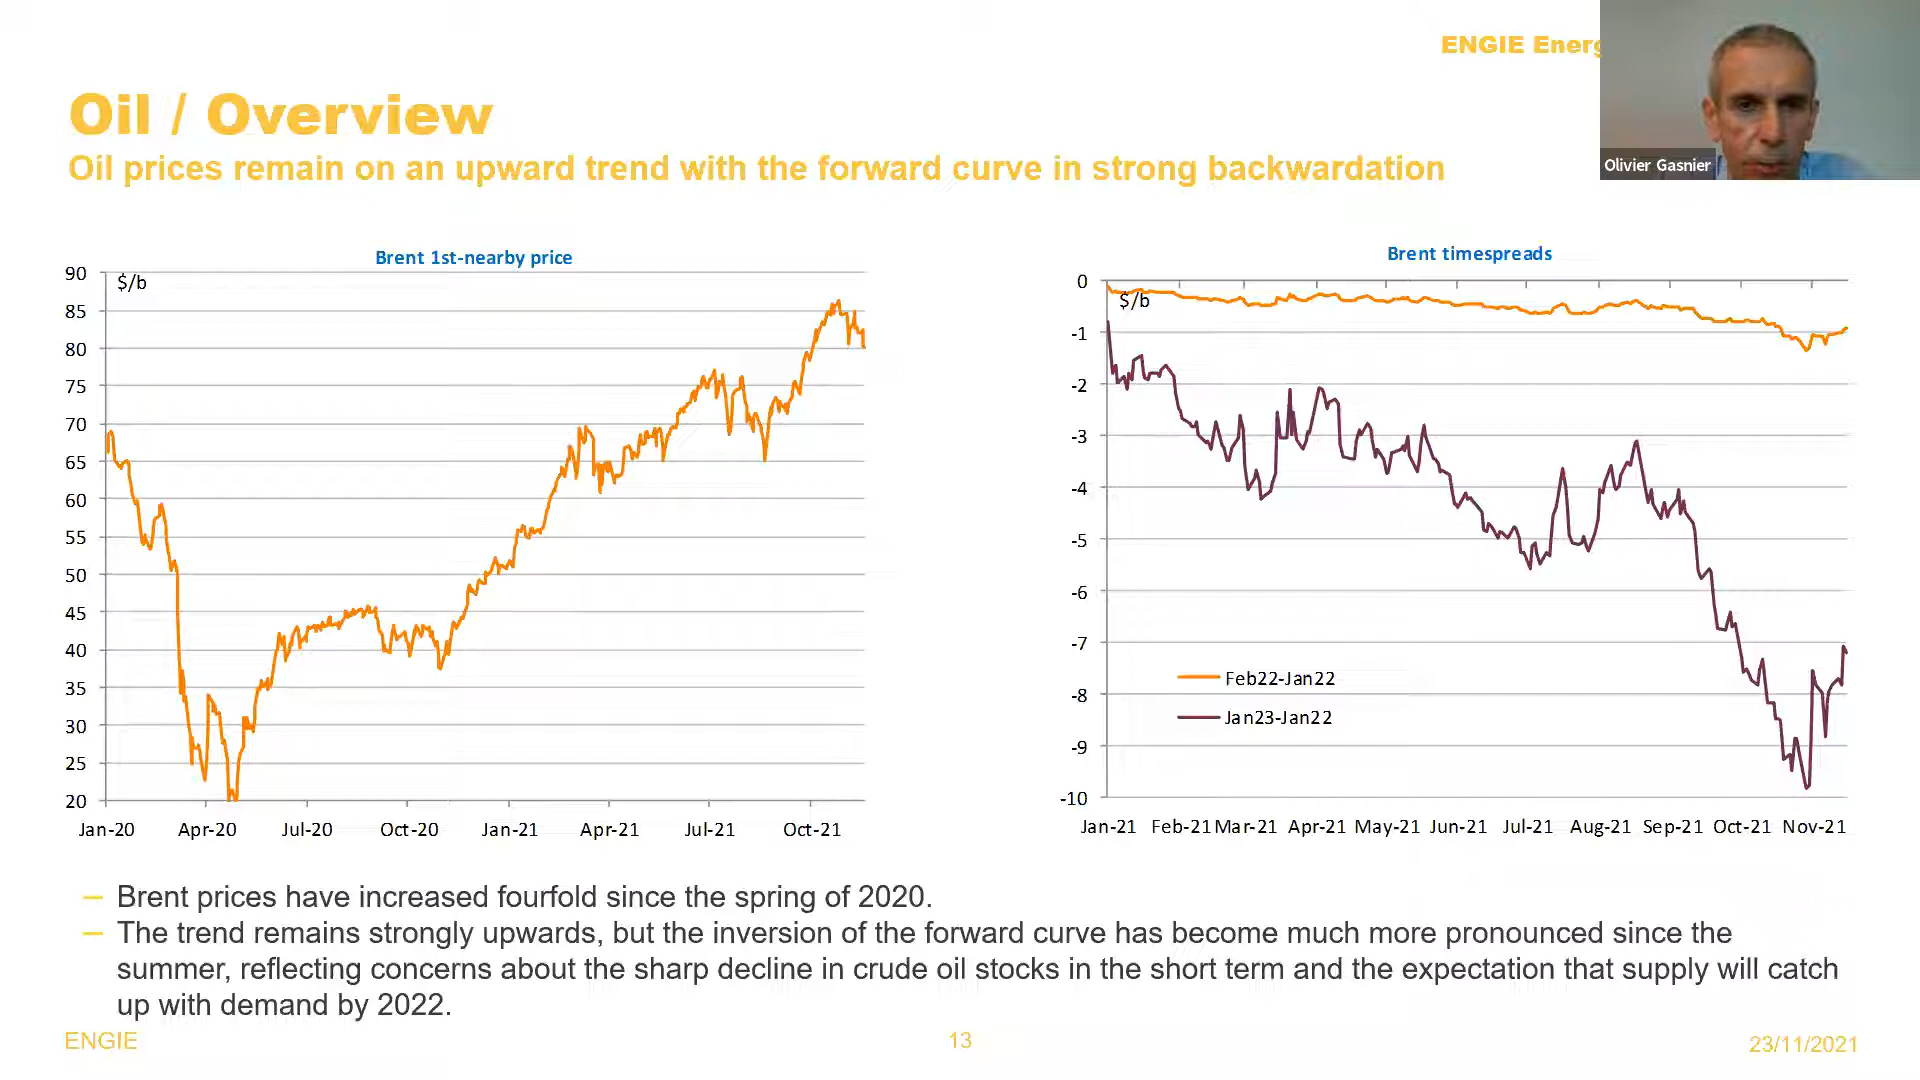 ENGIE Energ
Oil / Overview
Oil prices remain on an upward trend with the forward curve in strong backwardation
Olivier Gasnier
Brent 1st-nearby price
$/b
90
85
80
75
70
65
60
55
50
45
40
35
30
25
20
Jan-20 Apr-20 Jul-20 Oct-20 Jan-21 Apr-21 Jul-21 Oct-21
Brent timespreads
$/b
0
-1
-2
-3
-4
-5
-6
-7
-8
-9
-10
Feb22-Jan22
Jan23-Jan22
Jan-21 Feb-21 Mar-21 Apr-21 May-21 Jun-21 Jul-21 Aug-21 Sep-21 Oct-21 Nov-21
– Brent prices have increased fourfold since the spring of 2020.
– The trend remains strongly upwards, but the inversion of the forward curve has become much more pronounced since the
summer, reflecting concerns about the sharp decline in crude oil stocks in the short term and the expectation that supply will catch
up with demand by 2022.
ENGIE
13
23/11/2021